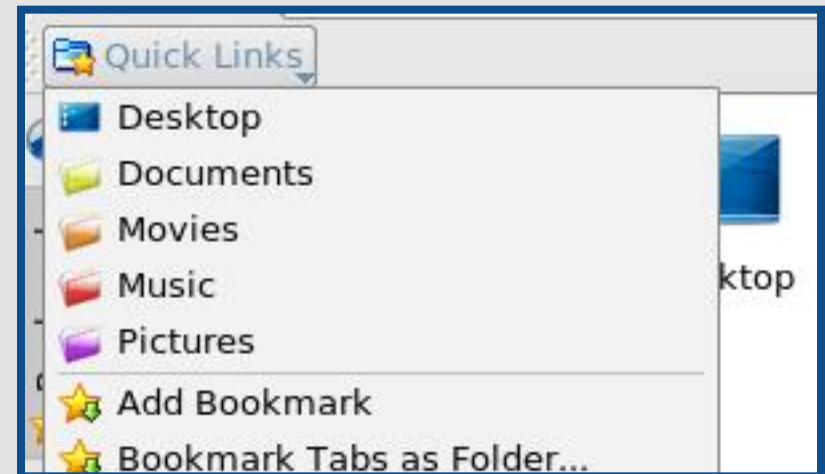 Quick Links
Desktop
Documents
Movies
ktop
Music
Pictures
Add Bookmark
Bookmark Tabs as Folder...